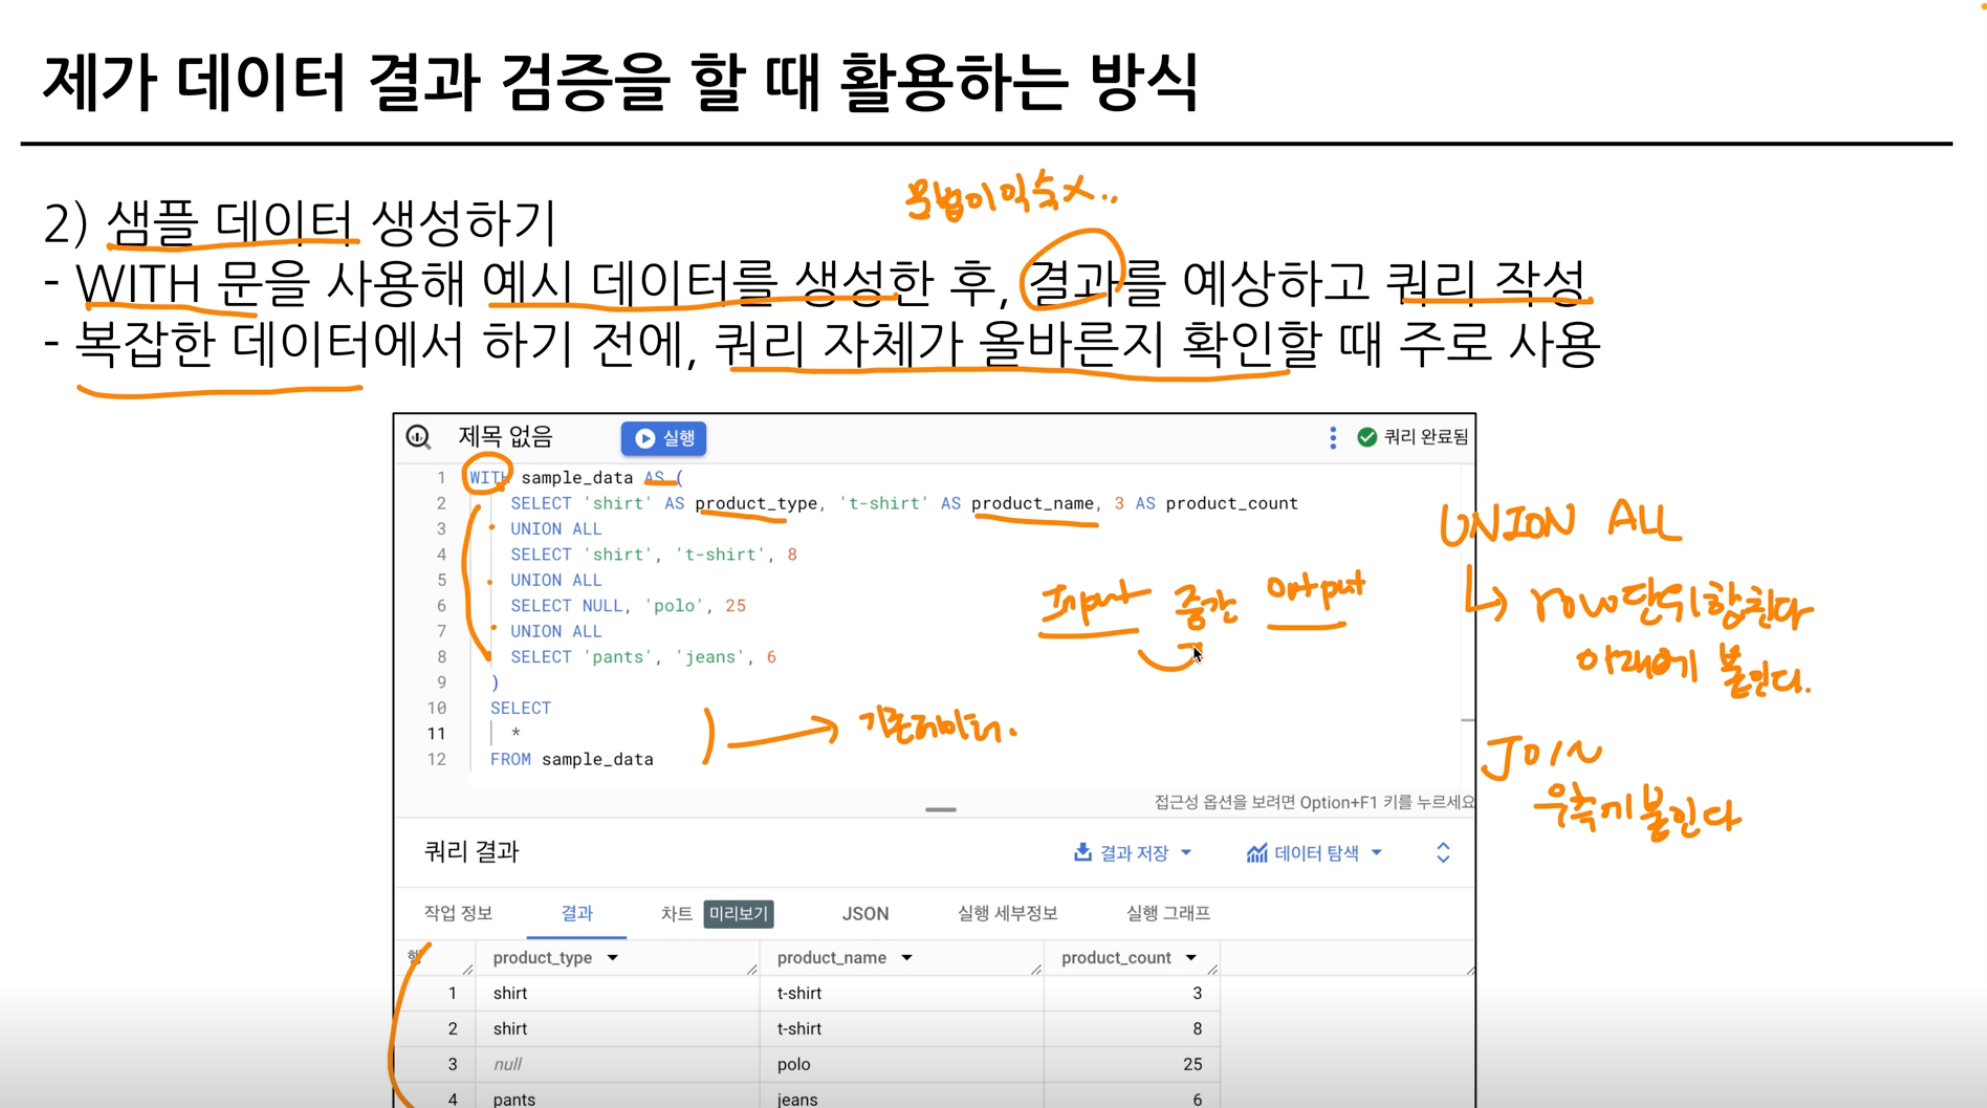 제가 데이터 결과 검증을 할 때 활용하는 방식
문법이 익숙X..
2) 샘플 데이터 생성하기
- WITH 문을 사용해 예시 데이터를 생성한 후, 결과를 예상하고 쿼리 작성
- 복잡한 데이터에서 하기 전에, 쿼리 자체가 올바른지 확인할 때 주로 사용
제목 없음 실행 쿼리 완료됨
1 WITH sample_data AS (
2 SELECT 'shirt' AS product_type, 't-shirt' AS product_name, 3 AS product_count
3 UNION ALL
4 SELECT 'shirt', 't-shirt', 8
5 UNION ALL
6 SELECT NULL, 'polo', 25
7 UNION ALL
8 SELECT 'pants', 'jeans', 6
9 )
10 SELECT
11 *
12 FROM sample_data
UNION ALL
row단위 합친다
아래에 붙인다.
Input 중간 Output
기존데이터.
JOIN
우측에 붙인다
접근성 옵션을 보려면 Option+F1 키를 누르세요
쿼리 결과 결과 저장 데이터 탐색
작업 정보 결과 차트 미리보기 JSON 실행 세부정보 실행 그래프
행 product_type product_name product_count
1 shirt t-shirt 3
2 shirt t-shirt 8
3 null polo 25
4 pants jeans 6